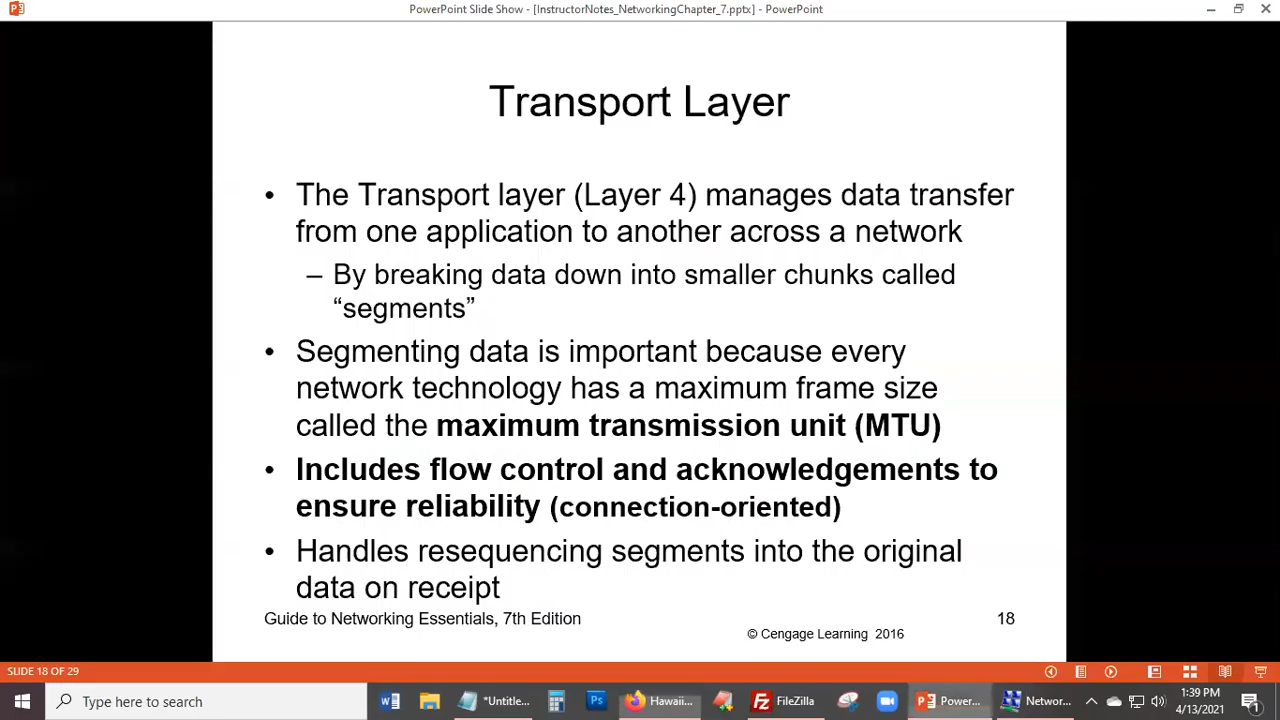 PowerPoint Slide Show - [InstructorNotes_NetworkingChapter_7.pptx] - PowerPoint
Transport Layer
• The Transport layer (Layer 4) manages data transfer
from one application to another across a network
– By breaking data down into smaller chunks called
“segments”
• Segmenting data is important because every
network technology has a maximum frame size
called the maximum transmission unit (MTU)
• Includes flow control and acknowledgements to
ensure reliability (connection-oriented)
• Handles resequencing segments into the original
data on receipt
Guide to Networking Essentials, 7th Edition
18
© Cengage Learning 2016
SLIDE 18 OF 29
Type here to search
*Untitle...
Hawaii...
FileZilla
Power...
Networ...
1:39 PM
4/13/2021